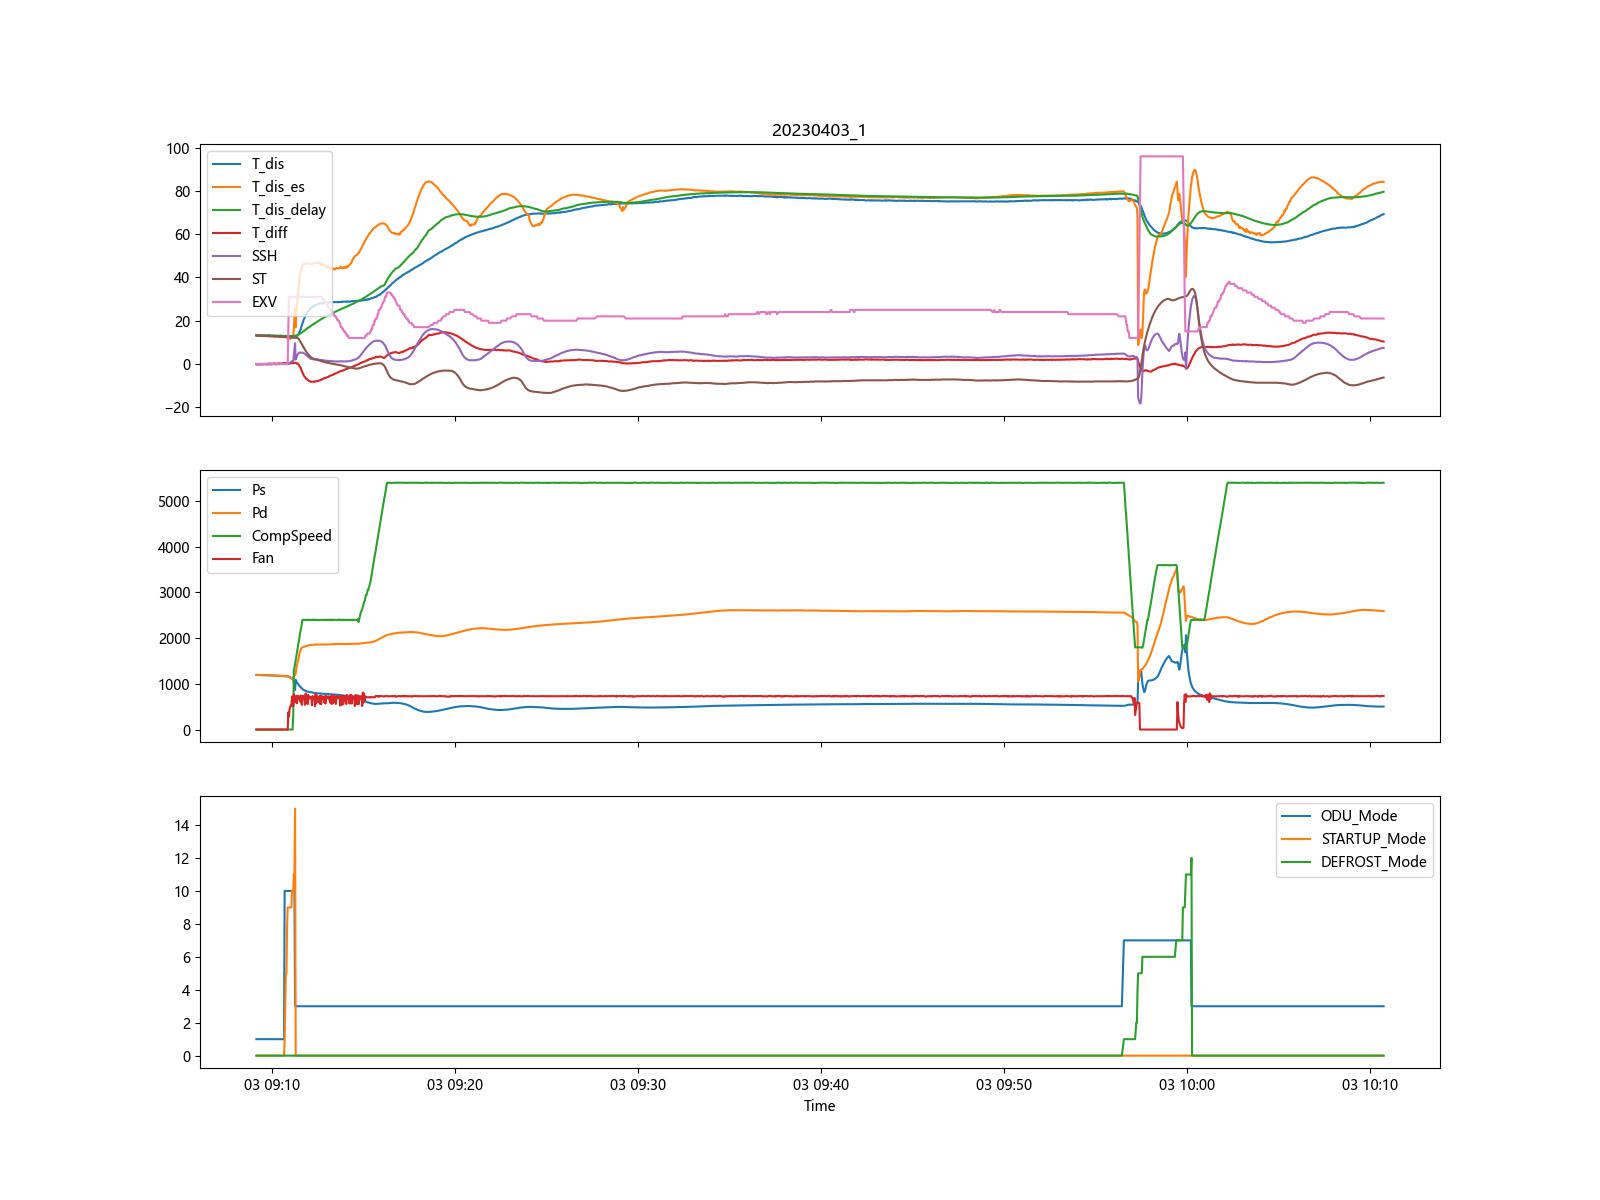 20230403_1
100
80
60
40
20
0
−20
T_dis
T_dis_es
T_dis_delay
T_diff
SSH
ST
EXV
5000
4000
3000
2000
1000
0
Ps
Pd
CompSpeed
Fan
14
12
10
8
6
4
2
0
ODU_Mode
STARTUP_Mode
DEFROST_Mode
03 09:10 03 09:20 03 09:30 03 09:40 03 09:50 03 10:00 03 10:10
Time